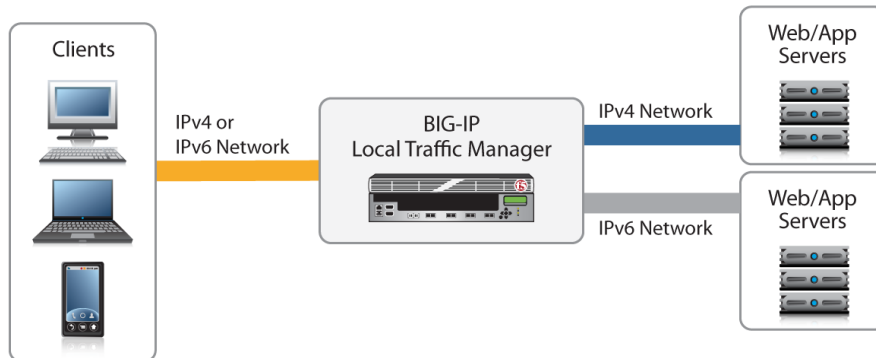 Clients
IPv4 or
IPv6 Network
BIG-IP
Local Traffic Manager
f5
IPv4 Network
IPv6 Network
Web/App
Servers
Web/App
Servers